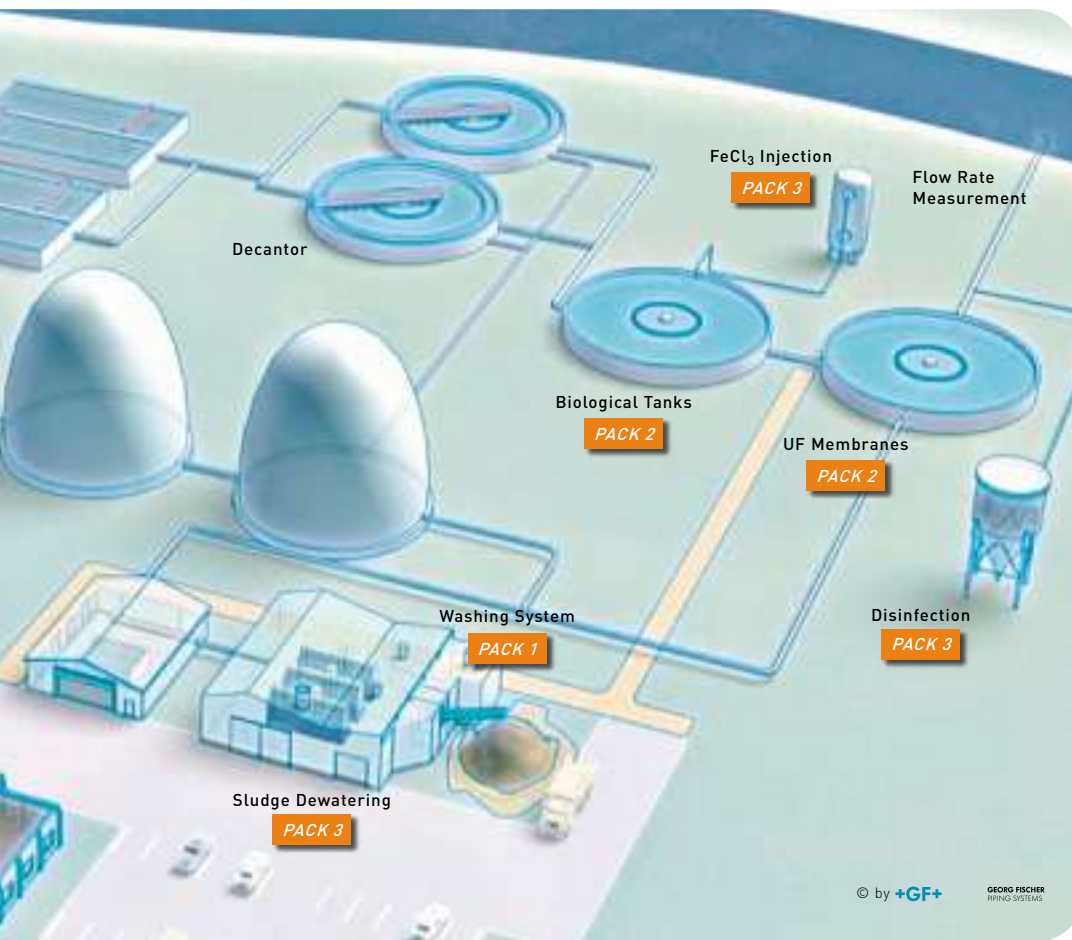 FeCl₃ Injection
PACK 3
Flow Rate
Measurement
Decantor
Biological Tanks
PACK 2
UF Membranes
PACK 2
Washing System
PACK 1
Disinfection
PACK 3
Sludge Dewatering
PACK 3
© by +GF+
GEORG FISCHER
PIPING SYSTEMS